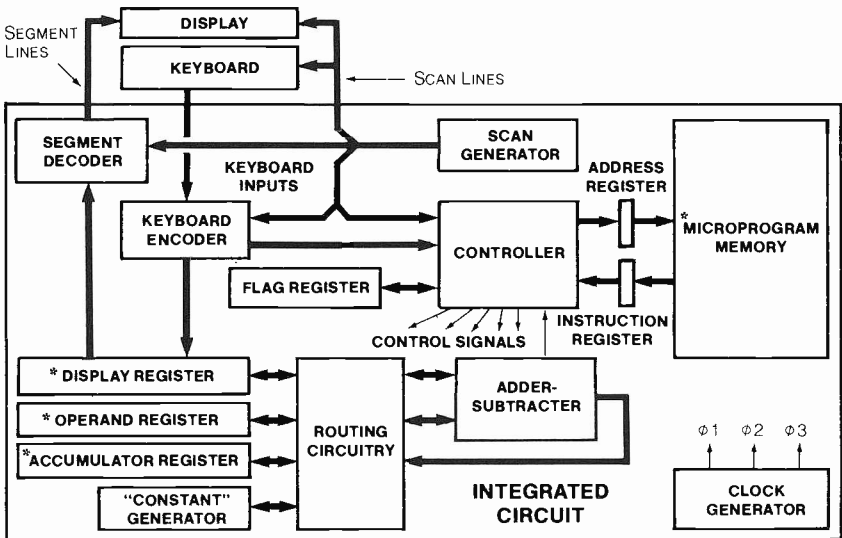 SEGMENT
LINES
DISPLAY
KEYBOARD
SCAN LINES
SEGMENT
DECODER
SCAN
GENERATOR
KEYBOARD
INPUTS
ADDRESS
REGISTER
KEYBOARD
ENCODER
CONTROLLER
*MICROPROGRAM
MEMORY
FLAG REGISTER
CONTROL SIGNALS
INSTRUCTION
REGISTER
* DISPLAY REGISTER
* OPERAND REGISTER
*ACCUMULATOR REGISTER
"CONSTANT"
GENERATOR
ROUTING
CIRCUITRY
ADDER-
SUBTRACTER
INTEGRATED
CIRCUIT
φ1 φ2 φ3
CLOCK
GENERATOR